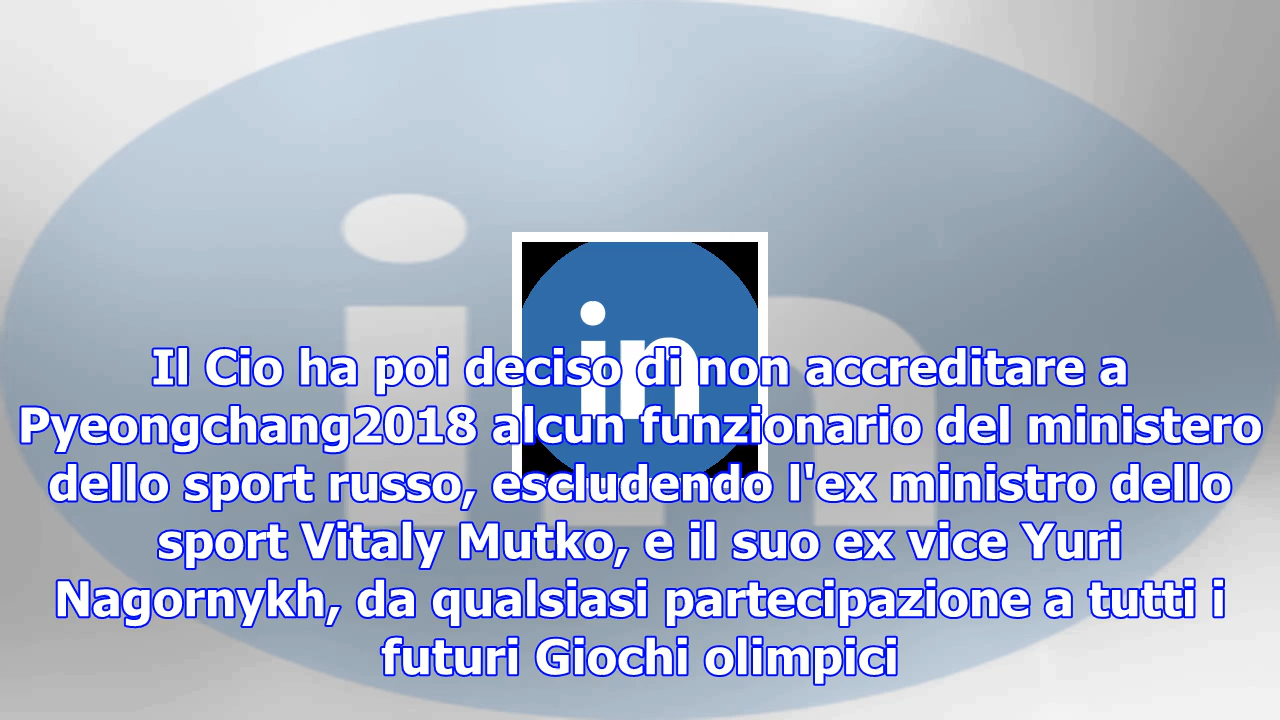 in
Il Cio ha poi deciso di non accreditare a
Pyeongchang2018 alcun funzionario del ministero
dello sport russo, escludendo l'ex ministro dello
sport Vitaly Mutko, e il suo ex vice Yuri
Nagornykh, da qualsiasi partecipazione a tutti i
futuri Giochi olimpici